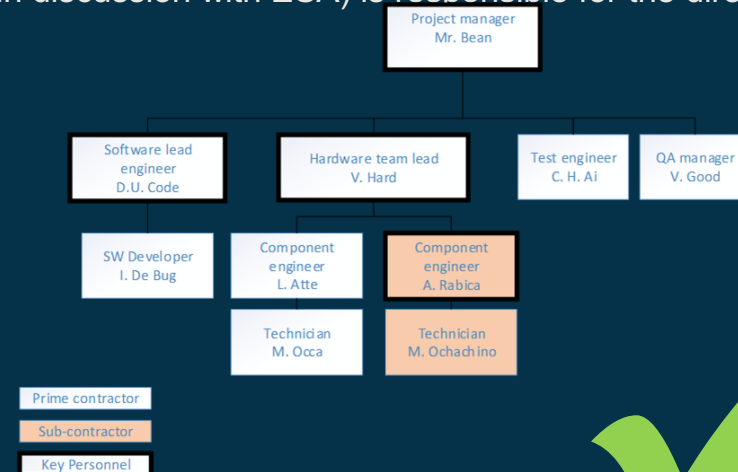 Project manager
Mr. Bean
Software lead
engineer
D.U. Code
Hardware team lead
V. Hard
Test engineer
C. H. Ai
QA manager
V. Good
SW Developer
I. De Bug
Component
engineer
L. Atte
Component
engineer
A. Rabica
Technician
M. Occa
Technician
M. Ochachino
Prime contractor
Sub-contractor
Key Personnel